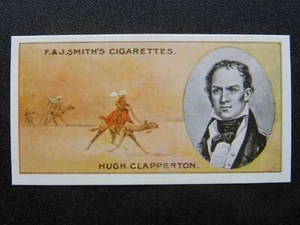 F. & J. SMITH'S CIGARETTES.
HUGH CLAPPERTON.